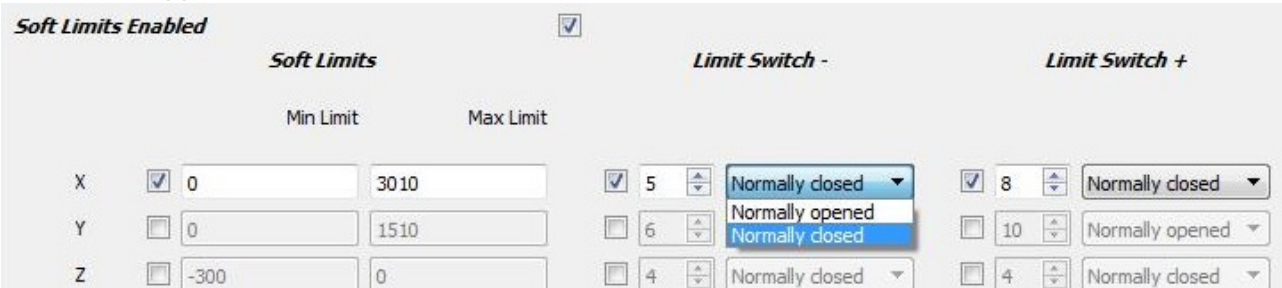 Soft Limits Enabled
Soft Limits Limit Switch - Limit Switch +
Min Limit Max Limit
X 0 3010 5 Normally closed 8 Normally closed
Normally opened
Y 0 1510 6 Normally closed 10 Normally opened
Z -300 0 4 Normally closed 4 Normally closed